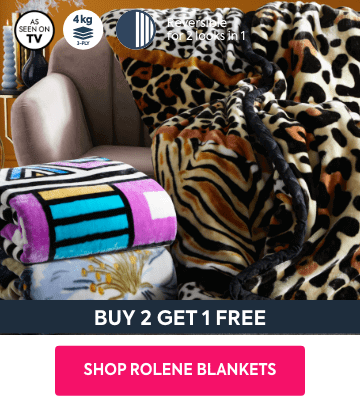 AS
SEEN ON
TV
4kg
2-PLY
Reversible
for 2 looks in 1
BUY 2 GET 1 FREE
SHOP ROLENE BLANKETS